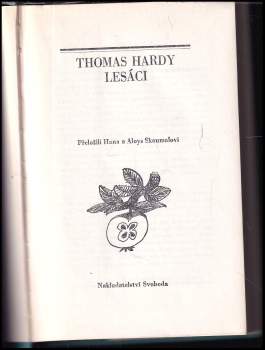 THOMAS HARDY
LESÁCI
Přeložili Hana a Aloys Skoumalovi
Nakladatelství Svoboda